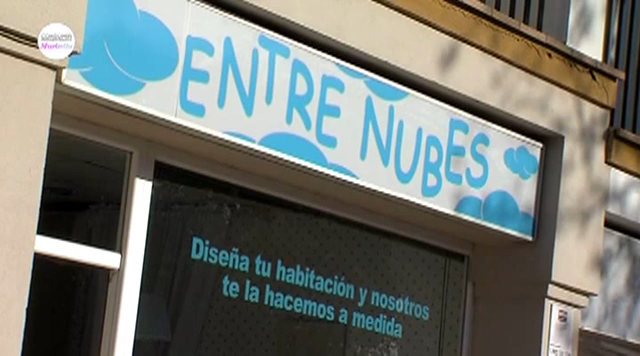 ENTRE NUBES
Diseña tu habitación y nosotros
te la hacemos a medida